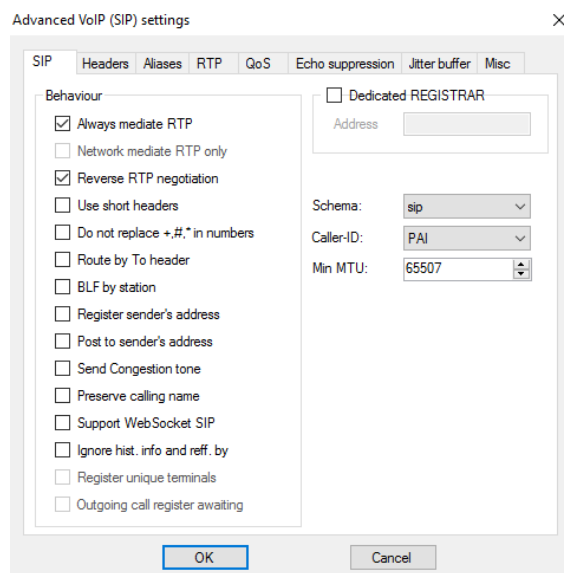 Advanced VoIP (SIP) settings
SIP Headers Aliases RTP QoS Echo suppression Jitter buffer Misc
Behaviour
Always mediate RTP
Network mediate RTP only
Reverse RTP negotiation
Use short headers
Do not replace +,#,* in numbers
Route by To header
BLF by station
Register sender's address
Post to sender's address
Send Congestion tone
Preserve calling name
Support WebSocket SIP
Ignore hist. info and reff. by
Register unique terminals
Outgoing call register awaiting
Dedicated REGISTRAR
Address
Schema: sip
Caller-ID: PAI
Min MTU: 65507
OK Cancel